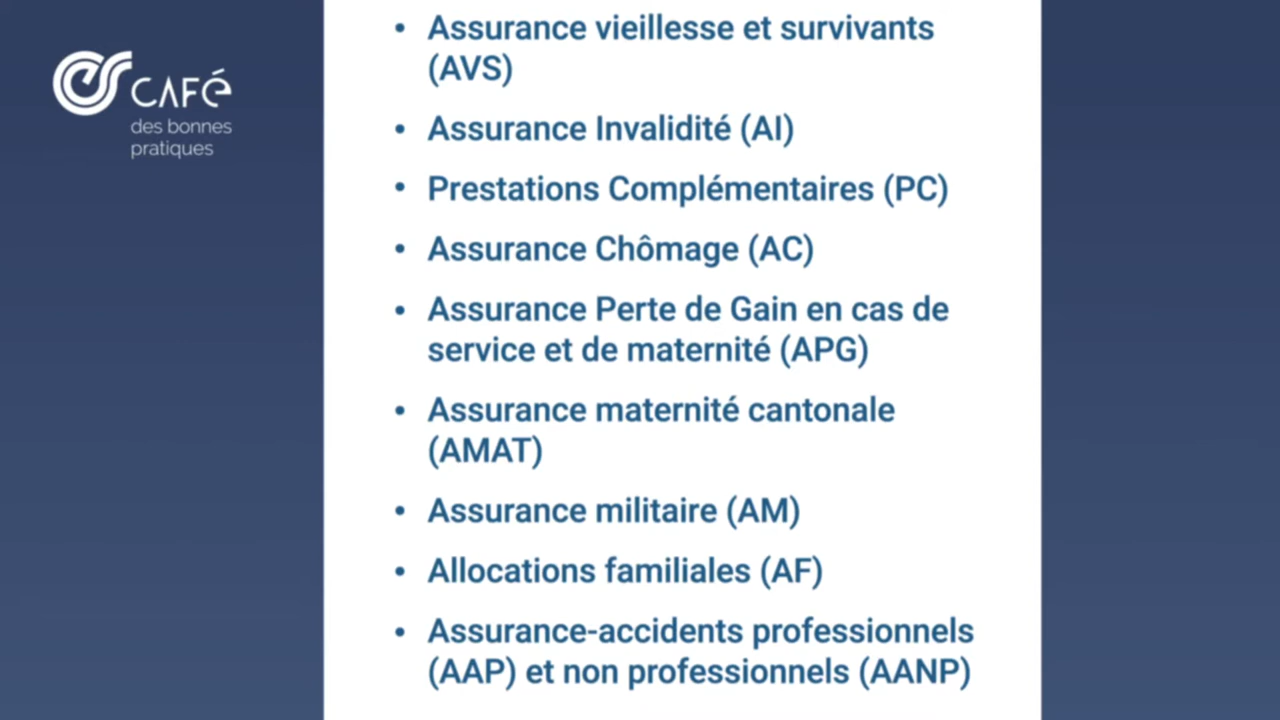 CAFÉ
des bonnes
pratiques
• Assurance vieillesse et survivants
(AVS)
• Assurance Invalidité (AI)
• Prestations Complémentaires (PC)
• Assurance Chômage (AC)
• Assurance Perte de Gain en cas de
service et de maternité (APG)
• Assurance maternité cantonale
(AMAT)
• Assurance militaire (AM)
• Allocations familiales (AF)
• Assurance-accidents professionnels
(AAP) et non professionnels (AANP)